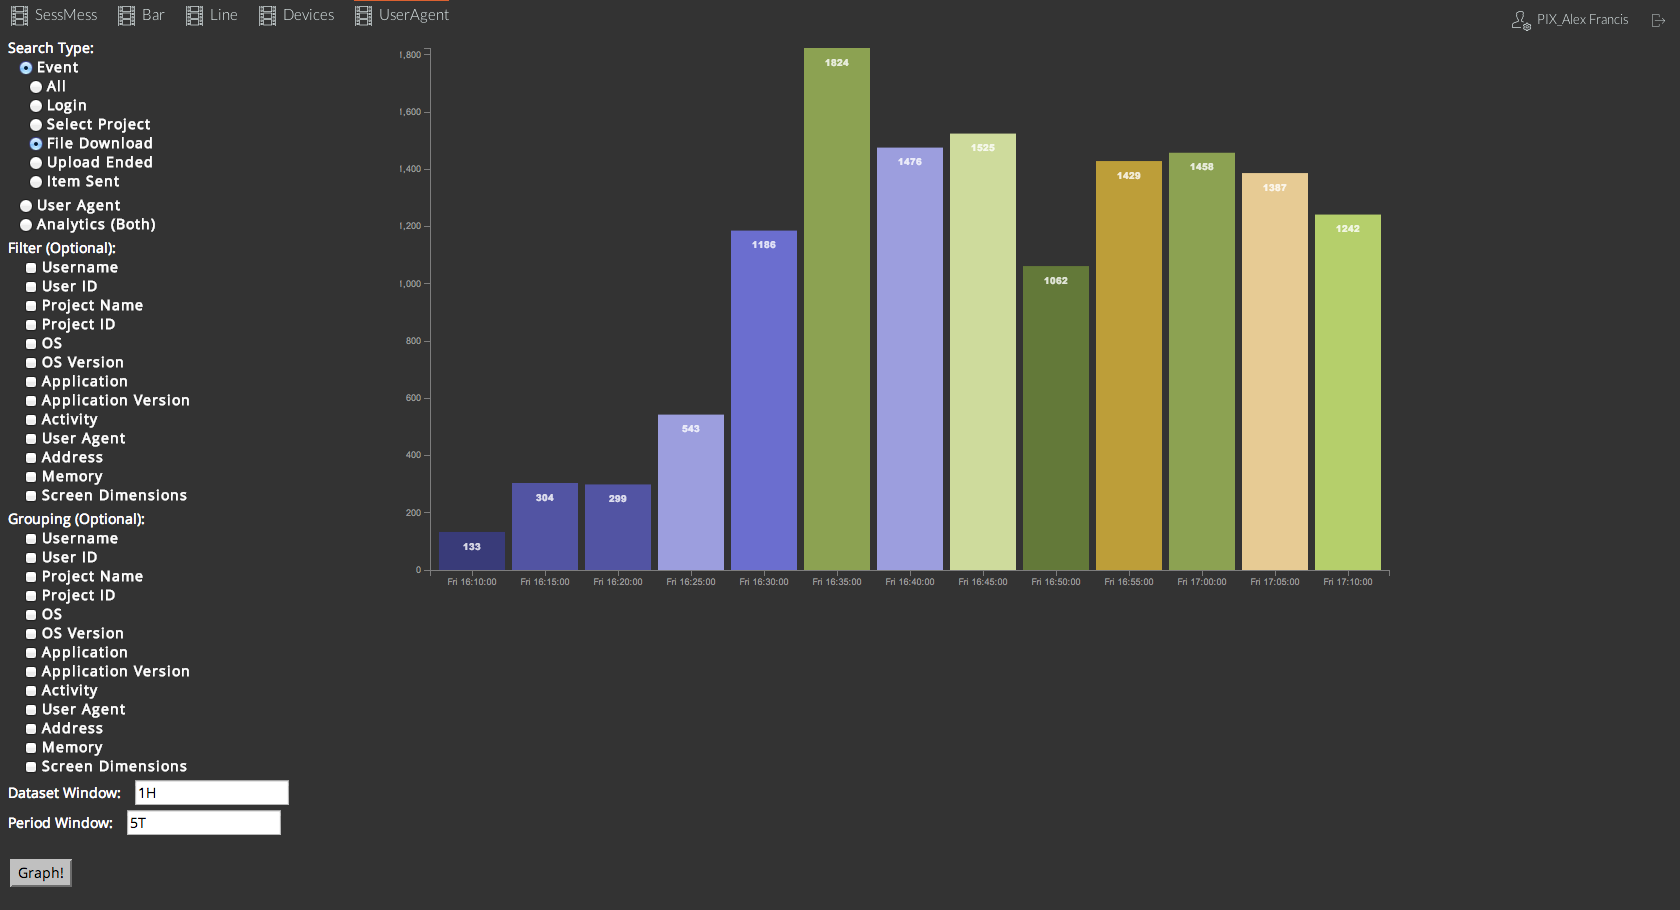 SessMess Bar Line Devices UserAgent PIX_Alex Francis
Search Type:
Event
All
Login
Select Project
File Download
Upload Ended
Item Sent
User Agent
Analytics (Both)
Filter (Optional):
Username
User ID
Project Name
Project ID
OS
OS Version
Application
Application Version
Activity
User Agent
Address
Memory
Screen Dimensions
Grouping (Optional):
Username
User ID
Project Name
Project ID
OS
OS Version
Application
Application Version
Activity
User Agent
Address
Memory
Screen Dimensions
Dataset Window: 1H
Period Window: 5T
Graph!
1,800
1,600
1,400
1,200
1,000
800
600
400
200
0
133 304 299 543 1186 1824 1476 1525 1062 1429 1458 1387 1242
Fri 16:10:00 Fri 16:15:00 Fri 16:20:00 Fri 16:25:00 Fri 16:30:00 Fri 16:35:00 Fri 16:40:00 Fri 16:45:00 Fri 16:50:00 Fri 16:55:00 Fri 17:00:00 Fri 17:05:00 Fri 17:10:00